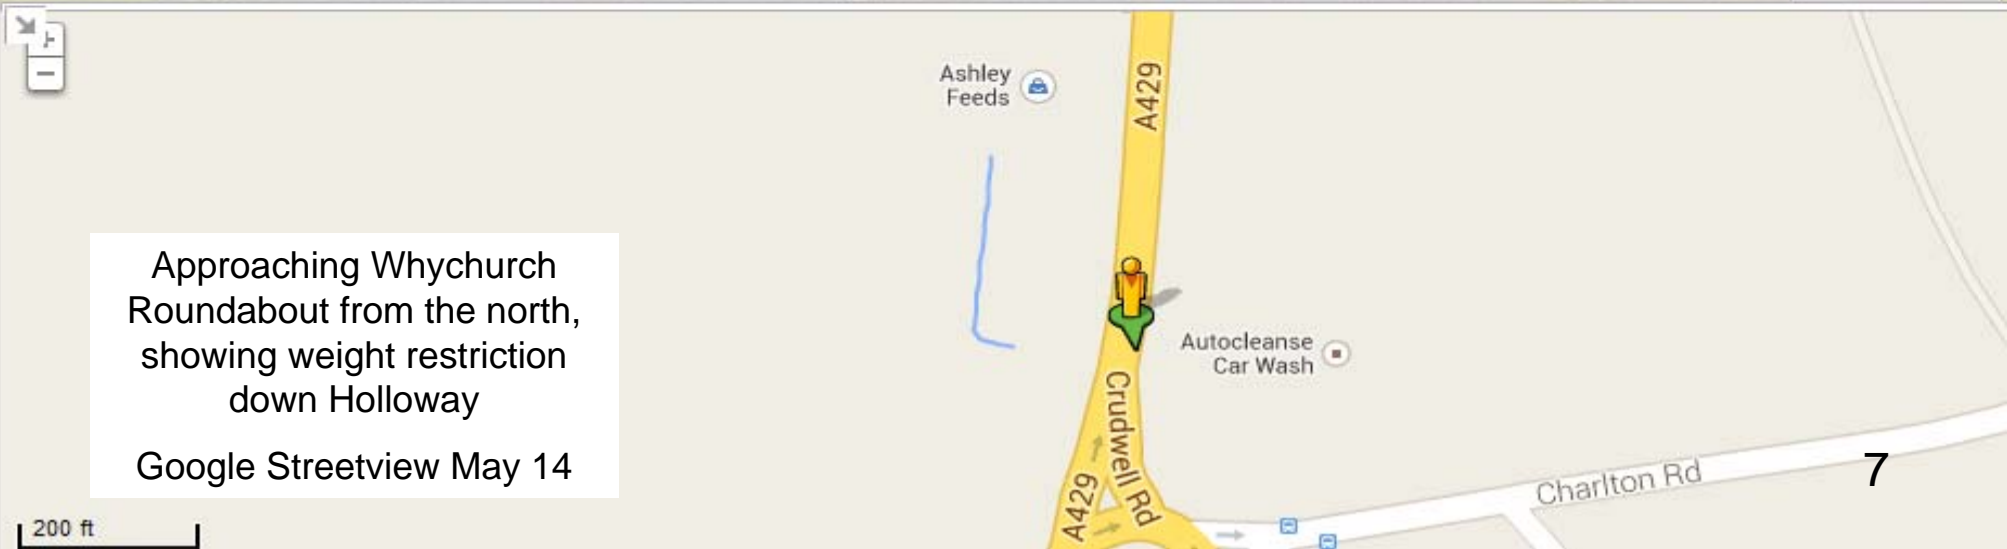 Ashley
Feeds
A429
Approaching Whychurch
Roundabout from the north,
showing weight restriction
down Holloway
Google Streetview May 14
Autocleanse
Car Wash
Crudwell Rd
A429
Charlton Rd
7
200 ft